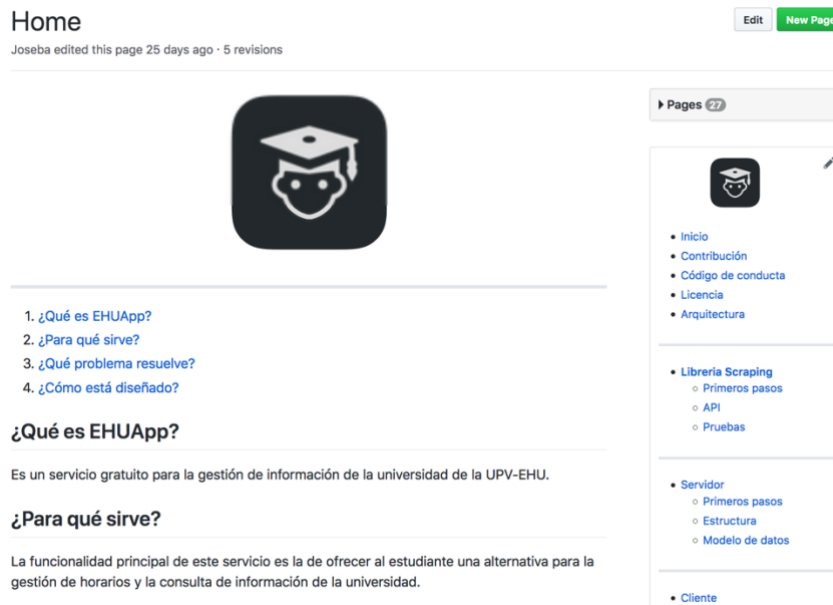 Home
Edit
New Page
Joseba edited this page 25 days ago · 5 revisions
Pages 27
Inicio
Contribución
Código de conducta
Licencia
Arquitectura
Libreria Scraping
Primeros pasos
API
Pruebas
Servidor
Primeros pasos
Estructura
Modelo de datos
Cliente
1. ¿Qué es EHUApp?
2. ¿Para qué sirve?
3. ¿Qué problema resuelve?
4. ¿Cómo está diseñado?
¿Qué es EHUApp?
Es un servicio gratuito para la gestión de información de la universidad de la UPV-EHU.
¿Para qué sirve?
La funcionalidad principal de este servicio es la de ofrecer al estudiante una alternativa para la
gestión de horarios y la consulta de información de la universidad.